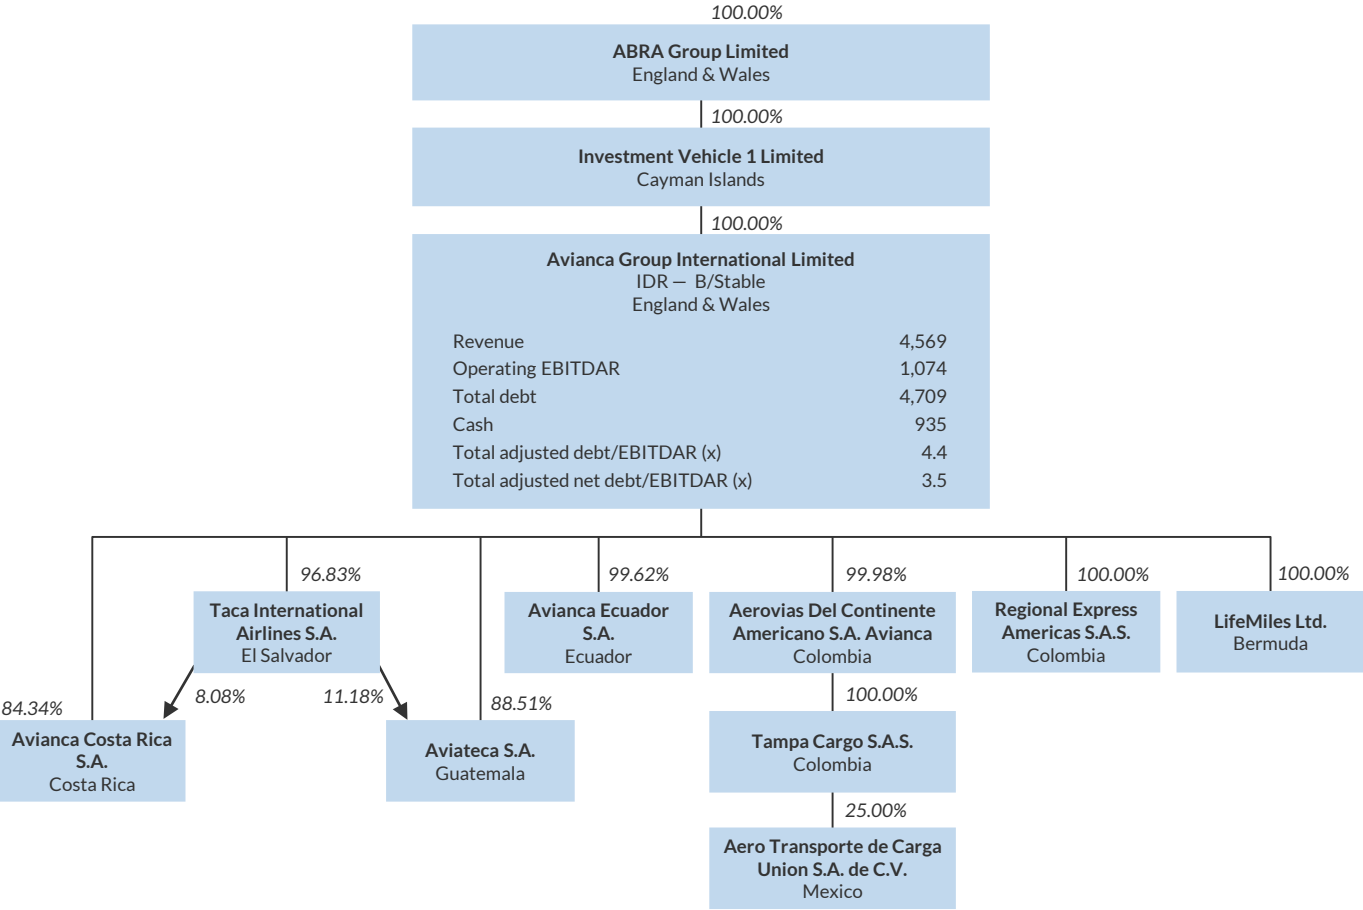 100.00%
ABRA Group Limited
England & Wales
100.00%
Investment Vehicle 1 Limited
Cayman Islands
100.00%
Avianca Group International Limited
IDR — B/Stable
England & Wales
Revenue 4,569
Operating EBITDAR 1,074
Total debt 4,709
Cash 935
Total adjusted debt/EBITDAR (x) 4.4
Total adjusted net debt/EBITDAR (x) 3.5
96.83%
Taca International
Airlines S.A.
El Salvador
99.62%
Avianca Ecuador
S.A.
Ecuador
99.98%
Aerovias Del Continente
Americano S.A. Avianca
Colombia
100.00%
Regional Express
Americas S.A.S.
Colombia
100.00%
LifeMiles Ltd.
Bermuda
84.34%
8.08%
11.18%
88.51%
100.00%
Avianca Costa Rica
S.A.
Costa Rica
Aviateca S.A.
Guatemala
Tampa Cargo S.A.S.
Colombia
25.00%
Aero Transporte de Carga
Union S.A. de C.V.
Mexico